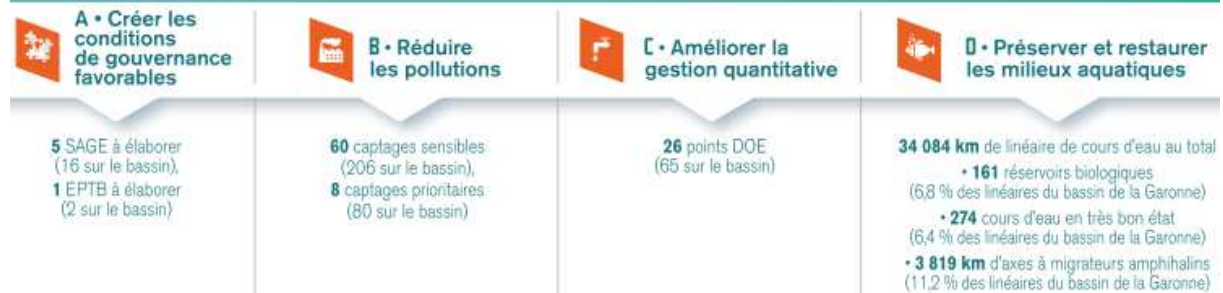 A • Créer les
conditions
de gouvernance
favorables
5 SAGE à élaborer
(16 sur le bassin),
1 EPTB à élaborer
(2 sur le bassin)
B • Réduire
les pollutions
60 captages sensibles
(206 sur le bassin),
8 captages prioritaires
(80 sur le bassin)
C • Améliorer la
gestion quantitative
26 points DOE
(65 sur le bassin)
D • Préserver et restaurer
les milieux aquatiques
34 084 km de linéaire de cours d'eau au total
• 161 réservoirs biologiques
(6,8 % des linéaires du bassin de la Garonne)
• 274 cours d'eau en très bon état
(6,4 % des linéaires du bassin de la Garonne)
• 3 819 km d'axes à migrateurs amphihalins
(11,2 % des linéaires du bassin de la Garonne)